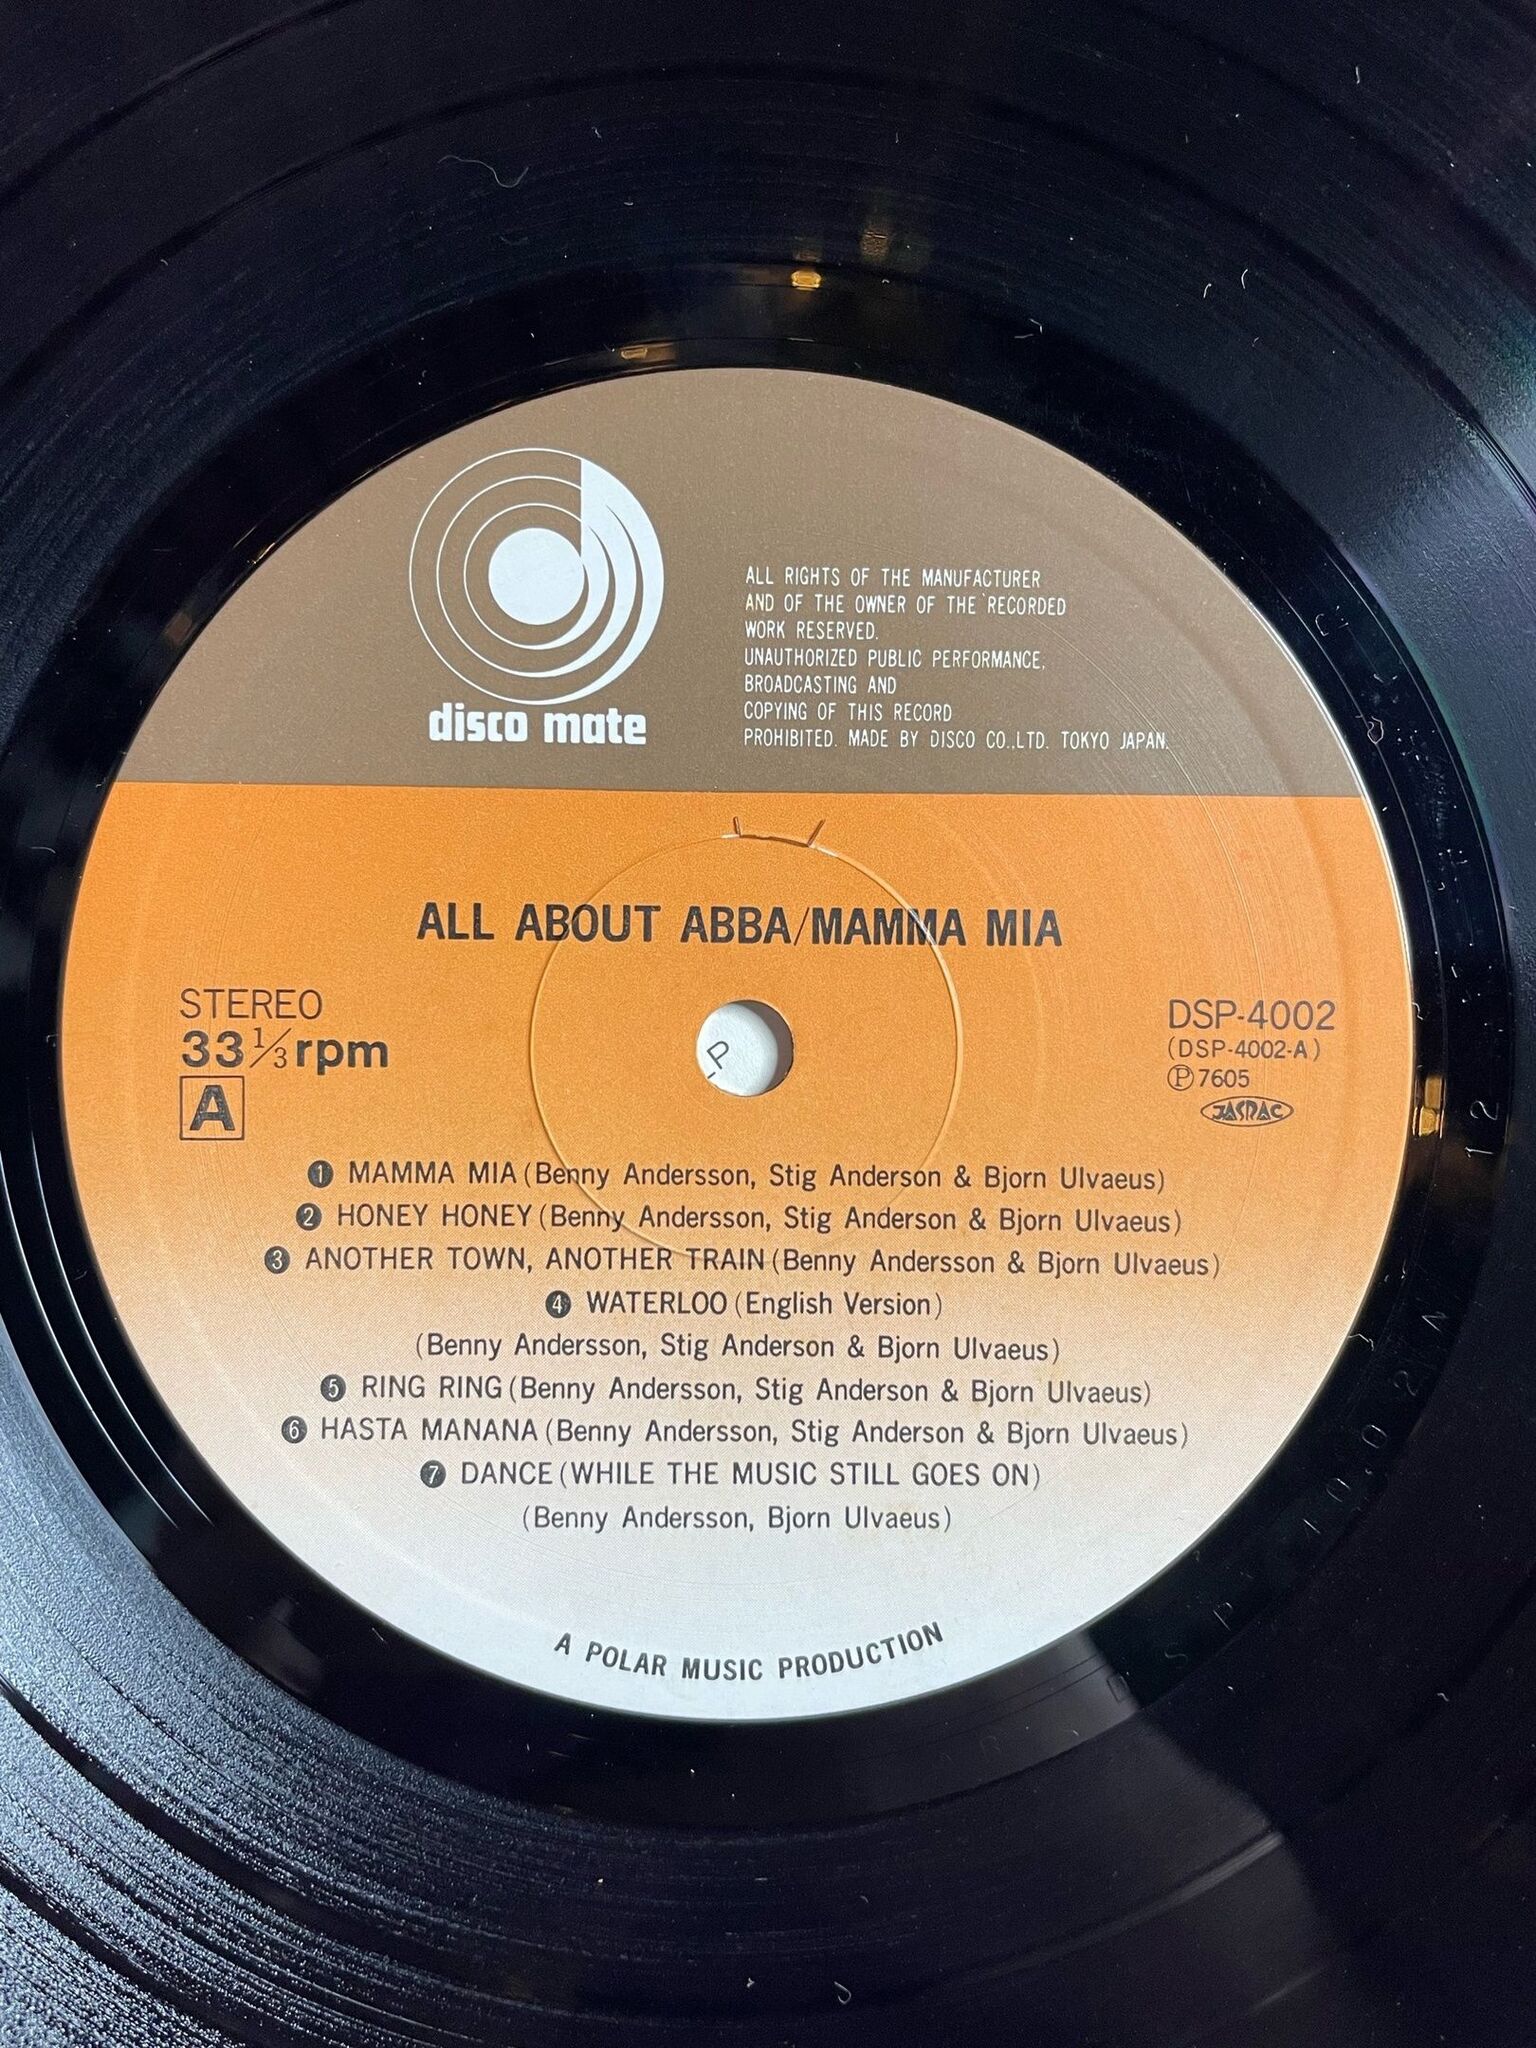 disco mate
ALL RIGHTS OF THE MANUFACTURER
AND OF THE OWNER OF THE RECORDED
WORK RESERVED.
UNAUTHORIZED PUBLIC PERFORMANCE,
BROADCASTING AND
COPYING OF THIS RECORD
PROHIBITED. MADE BY DISCO CO.,LTD. TOKYO JAPAN.
ALL ABOUT ABBA/MAMMA MIA
STEREO
33 1/3 rpm
A
DSP-4002
(DSP-4002-A)
Ⓟ7605
JASRAC
P
❶ MAMMA MIA (Benny Andersson, Stig Anderson & Bjorn Ulvaeus)
❷ HONEY HONEY (Benny Andersson, Stig Anderson & Bjorn Ulvaeus)
❸ ANOTHER TOWN, ANOTHER TRAIN (Benny Andersson & Bjorn Ulvaeus)
❹ WATERLOO (English Version)
(Benny Andersson, Stig Anderson & Bjorn Ulvaeus)
❺ RING RING (Benny Andersson, Stig Anderson & Bjorn Ulvaeus)
❻ HASTA MANANA (Benny Andersson, Stig Anderson & Bjorn Ulvaeus)
❼ DANCE (WHILE THE MUSIC STILL GOES ON)
(Benny Andersson, Bjorn Ulvaeus)
A POLAR MUSIC PRODUCTION
12